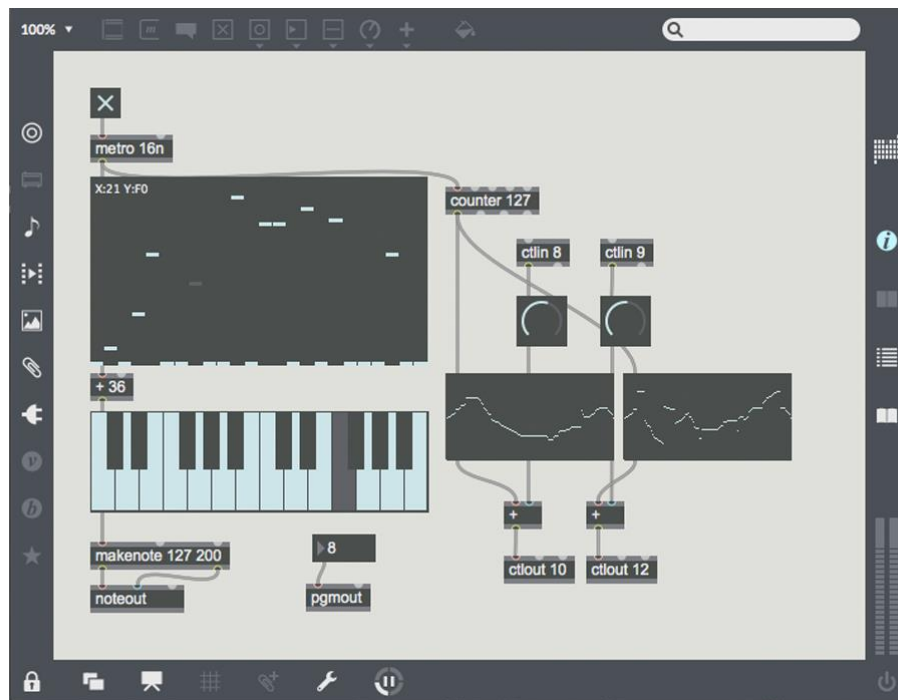 100%
metro 16n
X:21 Y:F0
counter 127
ctlin 8
ctlin 9
+ 36
+
+
makenote 127 200
8
ctlout 10
ctlout 12
noteout
pgmout